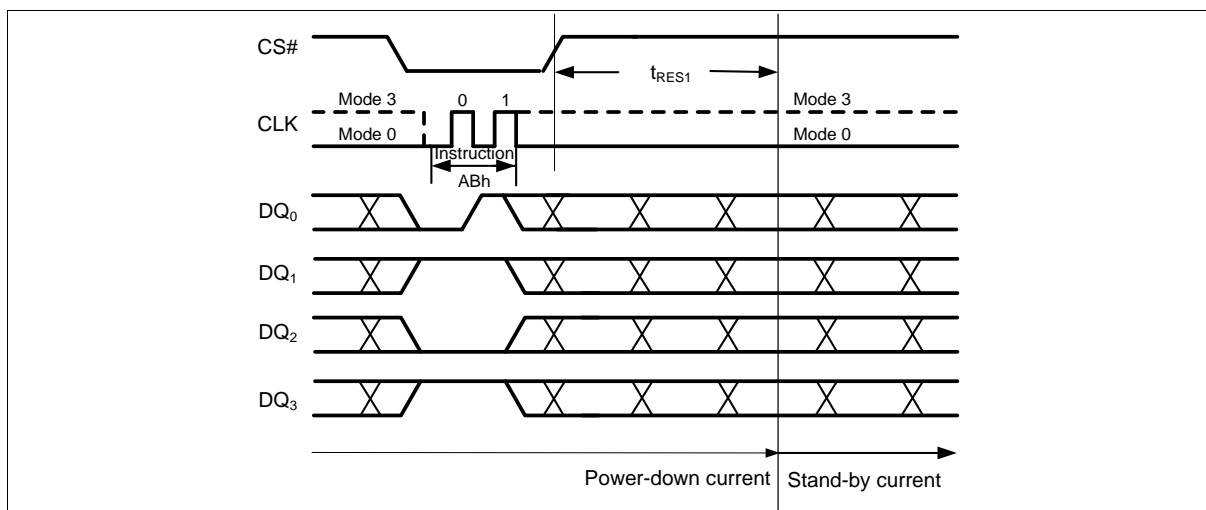 CS#
tRES1
Mode 3 0 1 Mode 3
CLK
Mode 0 Mode 0
Instruction
ABh
DQ0
DQ1
DQ2
DQ3
Power-down current Stand-by current